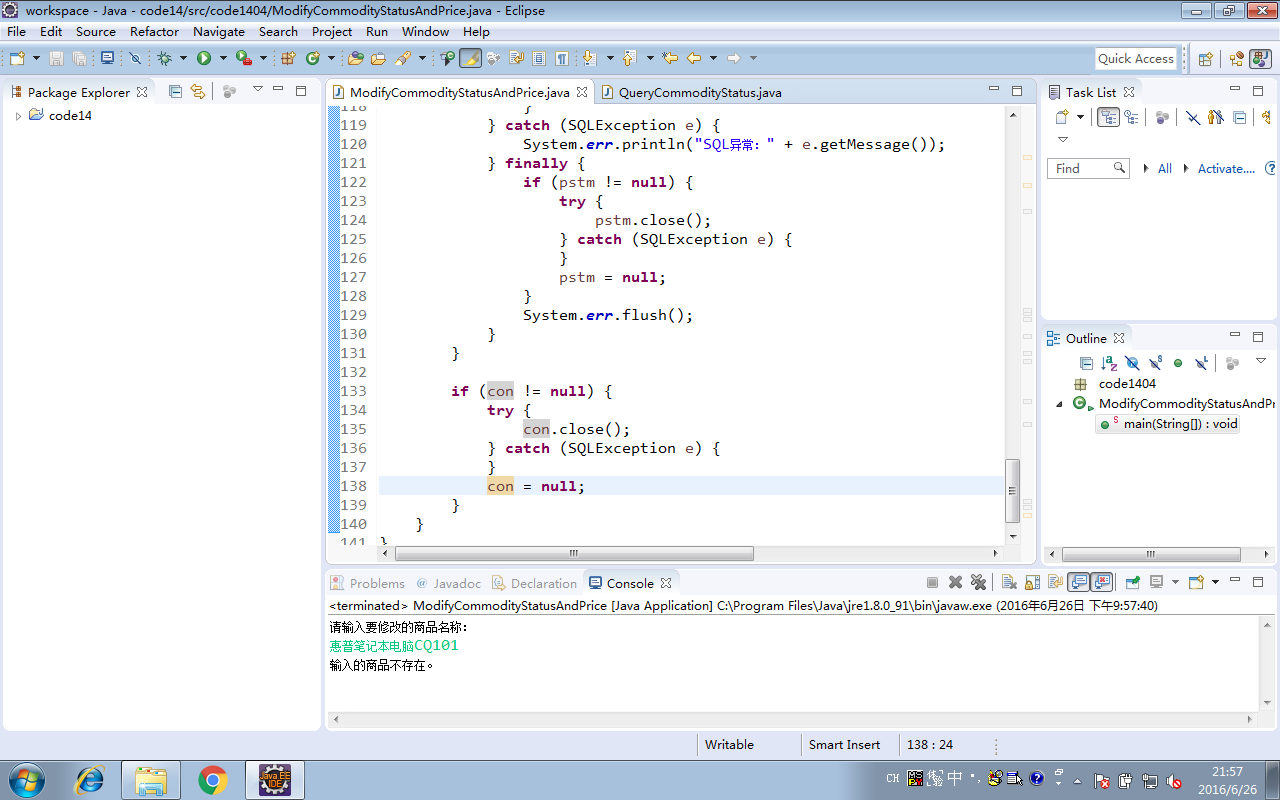 workspace - Java - code14/src/code1404/ModifyCommodityStatusAndPrice.java - Eclipse
File Edit Source Refactor Navigate Search Project Run Window Help
Quick Access
Package Explorer
code14
ModifyCommodityStatusAndPrice.java QueryCommodityStatus.java
118 }
119 } catch (SQLException e) {
120 System.err.println("SQL异常：" + e.getMessage());
121 } finally {
122 if (pstm != null) {
123 try {
124 pstm.close();
125 } catch (SQLException e) {
126 }
127 pstm = null;
128 }
129 System.err.flush();
130 }
131 }
132
133 if (con != null) {
134 try {
135 con.close();
136 } catch (SQLException e) {
137 }
138 con = null;
139 }
140 }
141 }
Task List
Find All Activate....
Outline
code1404
ModifyCommodityStatusAndPr
main(String[]) : void
Problems Javadoc Declaration Console
<terminated> ModifyCommodityStatusAndPrice [Java Application] C:\Program Files\Java\jre1.8.0_91\bin\javaw.exe (2016年6月26日 下午9:57:40)
请输入要修改的商品名称：
惠普笔记本电脑CQ101
输入的商品不存在。
Writable Smart Insert 138 : 24
Java EE
IDE
CH 中
21:57
2016/6/26